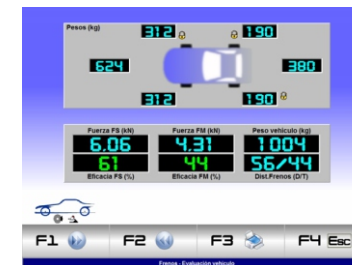 Pesos (kg)
312 190
624 380
312 190
Fuerza FS (kN) Fuerza FM (kN) Peso vehículo (kg)
6.06 4.31 1004
61 44 56/44
Eficacia FS (%) Eficacia FM (%) Dist.Frenos (D/T)
F1 F2 F3 F4 Esc
Frenos - Evaluación vehículo